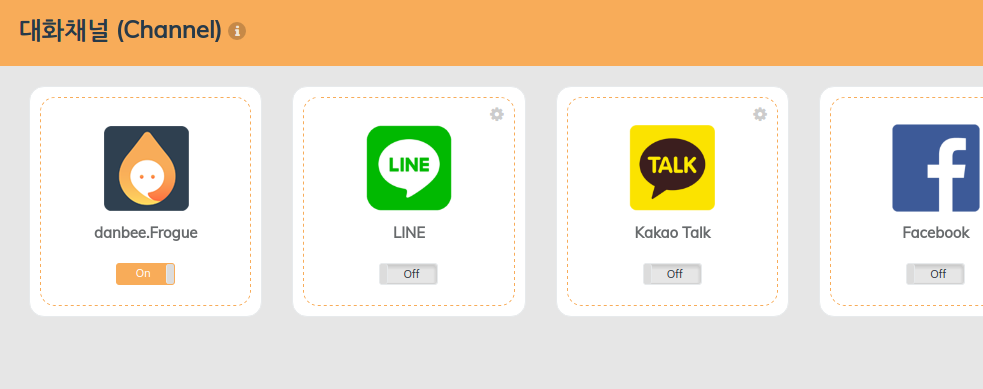 대화채널 (Channel)
LINE
TALK
danbee.Frogue
LINE
Kakao Talk
Facebook
On
Off
Off
Off